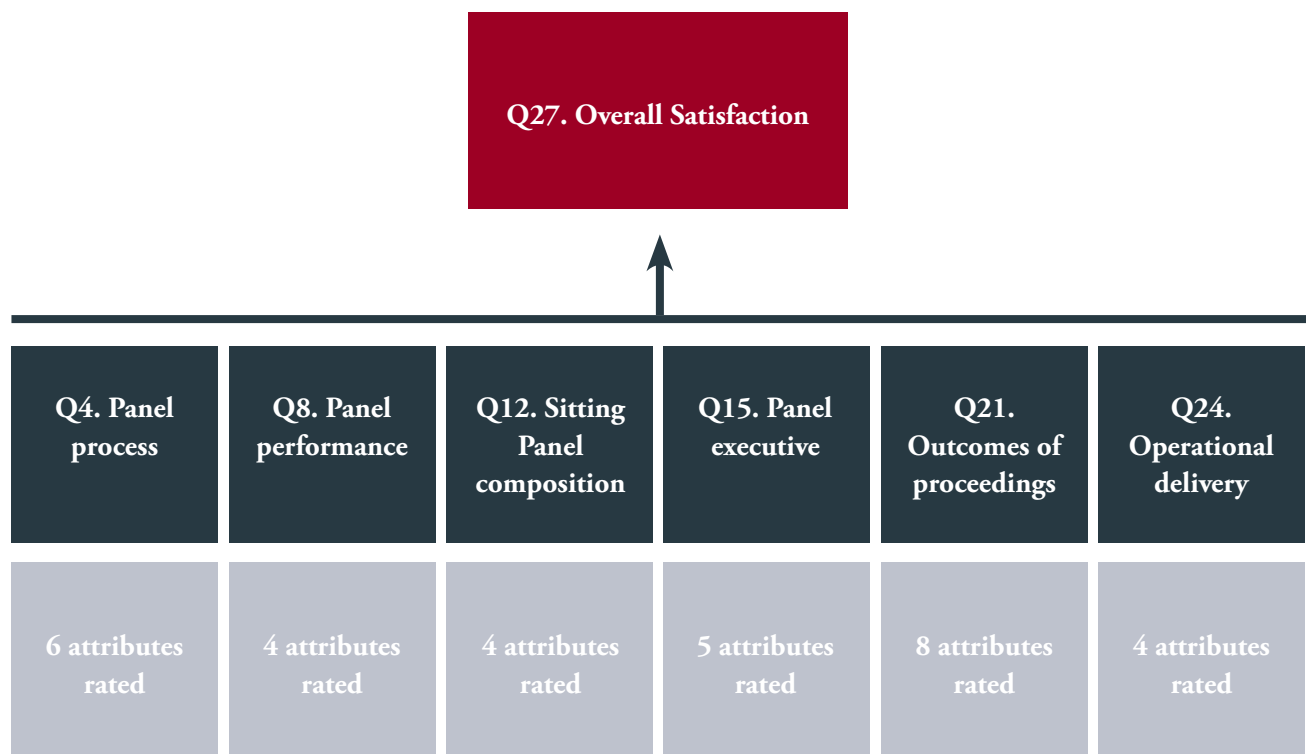 Q27. Overall Satisfaction
Q4. Panel
process
Q8. Panel
performance
Q12. Sitting
Panel
composition
Q15. Panel
executive
Q21.
Outcomes of
proceedings
Q24.
Operational
delivery
6 attributes
rated
4 attributes
rated
4 attributes
rated
5 attributes
rated
8 attributes
rated
4 attributes
rated